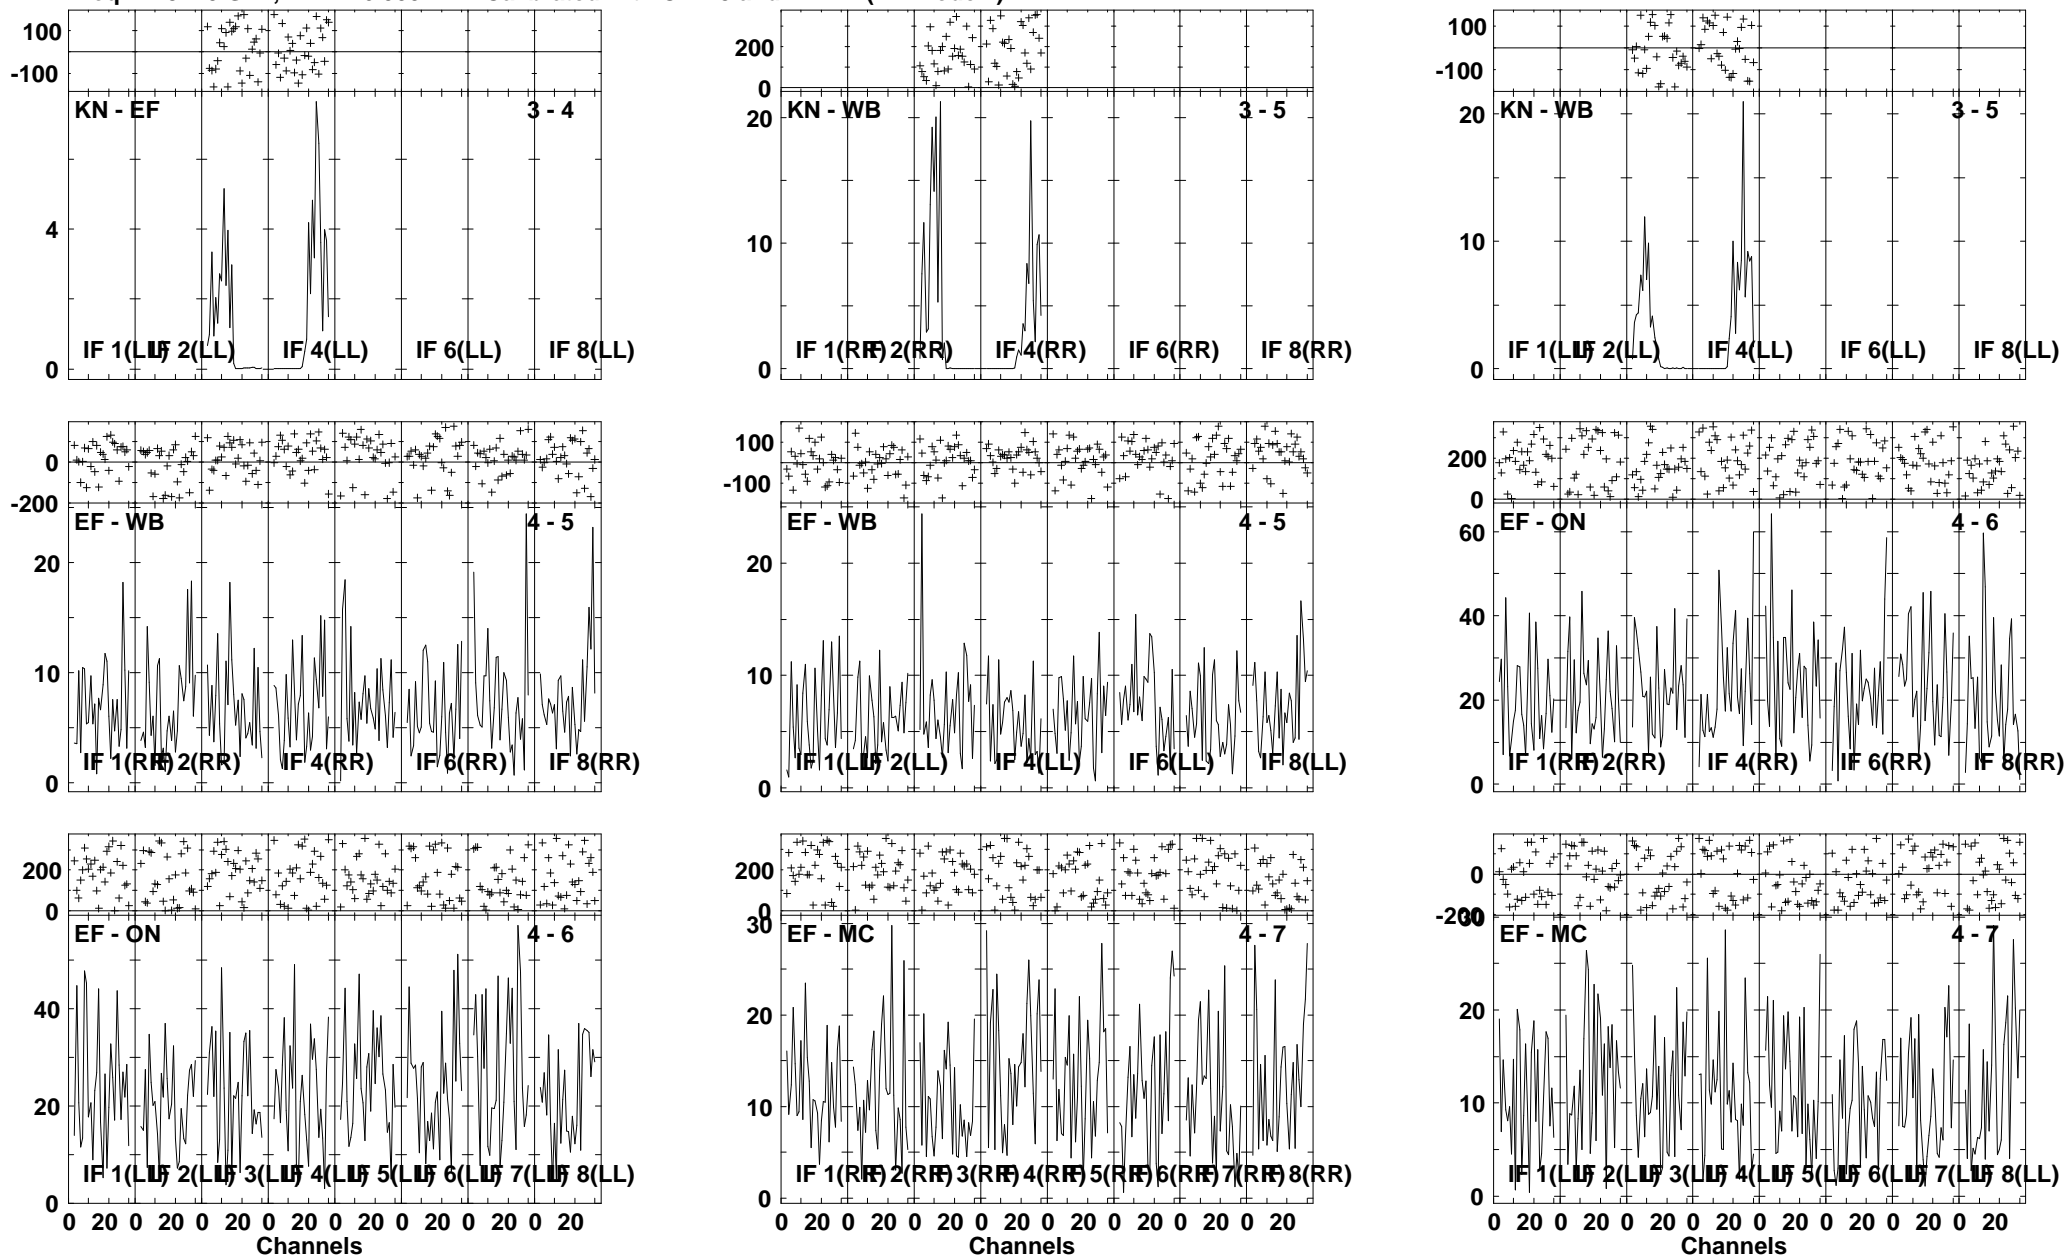 100
-100
KN - EF 3 - 4
4
0
IF 1(LL) IF 2(LL) IF 4(LL) IF 6(LL) IF 8(LL)
200
0
KN - WB 3 - 5
20
10
0
IF 1(RR) IF 2(RR) IF 4(RR) IF 6(RR) IF 8(RR)
100
-100
KN - WB 3 - 5
20
10
0
IF 1(LL) IF 2(LL) IF 4(LL) IF 6(LL) IF 8(LL)
0
-200
EF - WB 4 - 5
20
10
0
IF 1(RR) IF 2(RR) IF 4(RR) IF 6(RR) IF 8(RR)
100
-100
EF - WB 4 - 5
20
10
0
IF 1(LL) IF 2(LL) IF 4(LL) IF 6(LL) IF 8(LL)
200
0
EF - ON 4 - 6
60
40
20
0
IF 1(RR) IF 2(RR) IF 4(RR) IF 6(RR) IF 8(RR)
200
0
EF - ON 4 - 6
40
20
0
IF 1(LL) IF 2(LL) IF 3(LL) IF 4(LL) IF 5(LL) IF 6(LL) IF 7(LL) IF 8(LL)
0 20 0 20 0 20 0 20 0 20 0 20 0 20 0 20
Channels
200
0
30
EF - MC 4 - 7
20
10
0
IF 1(RR) IF 2(RR) IF 3(RR) IF 4(RR) IF 5(RR) IF 6(RR) IF 7(RR) IF 8(RR)
0 20 0 20 0 20 0 20 0 20 0 20 0 20 0 20
Channels
0
-200
30
EF - MC 4 - 7
20
10
0
IF 1(LL) IF 2(LL) IF 3(LL) IF 4(LL) IF 5(LL) IF 6(LL) IF 7(LL) IF 8(LL)
0 20 0 20 0 20 0 20 0 20 0 20 0 20 0 20
Channels